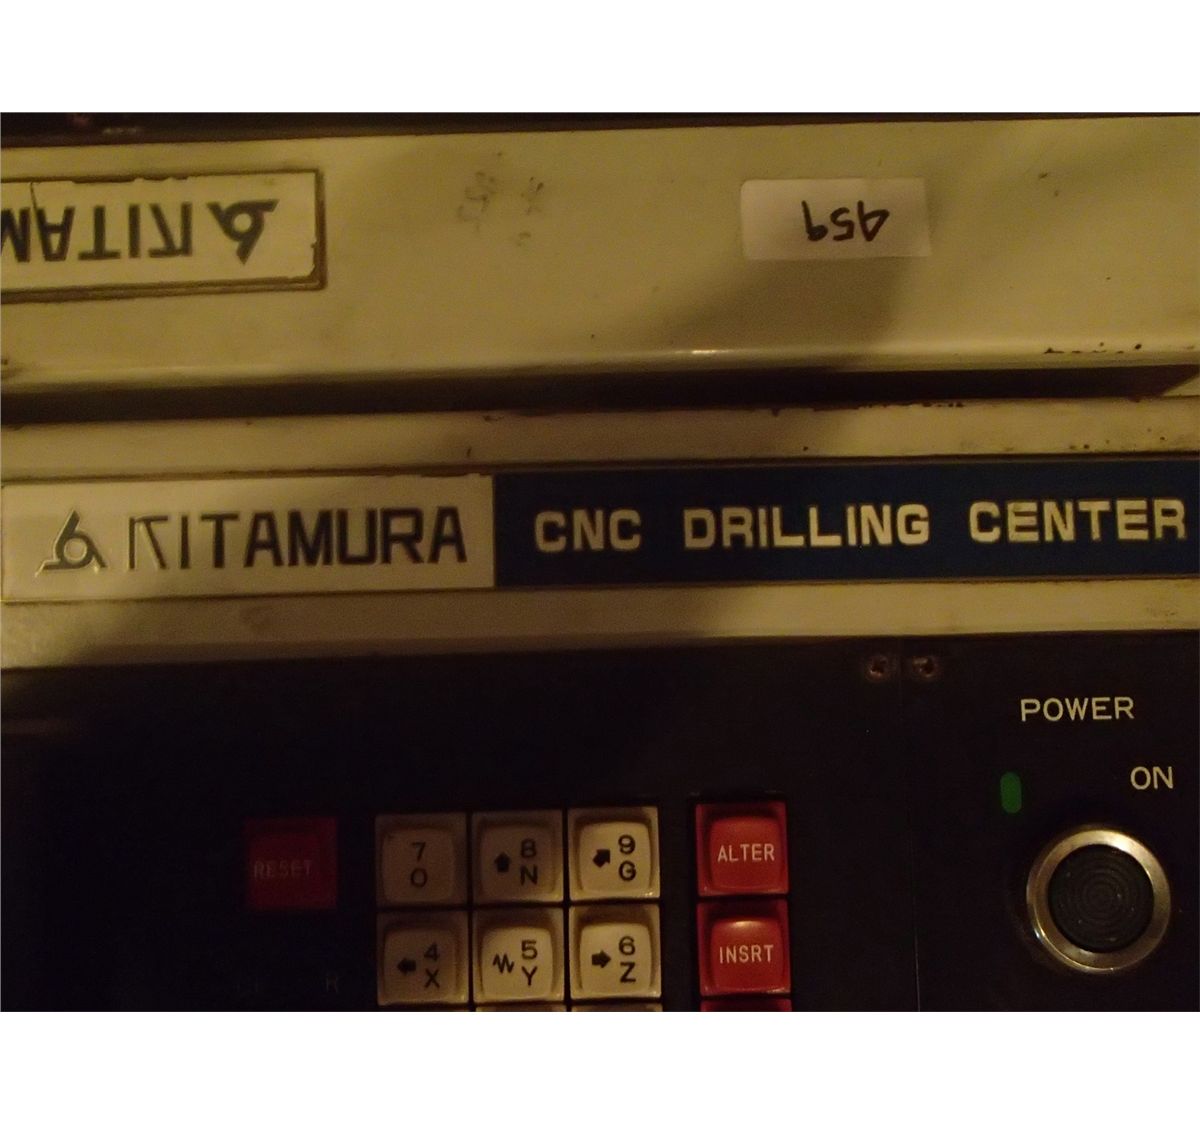 KITAM
459
KITAMURA CNC DRILLING CENTER
POWER
ON
RESET 7 O 8 N 9 G ALTER
4 X 5 Y 6 Z INSRT